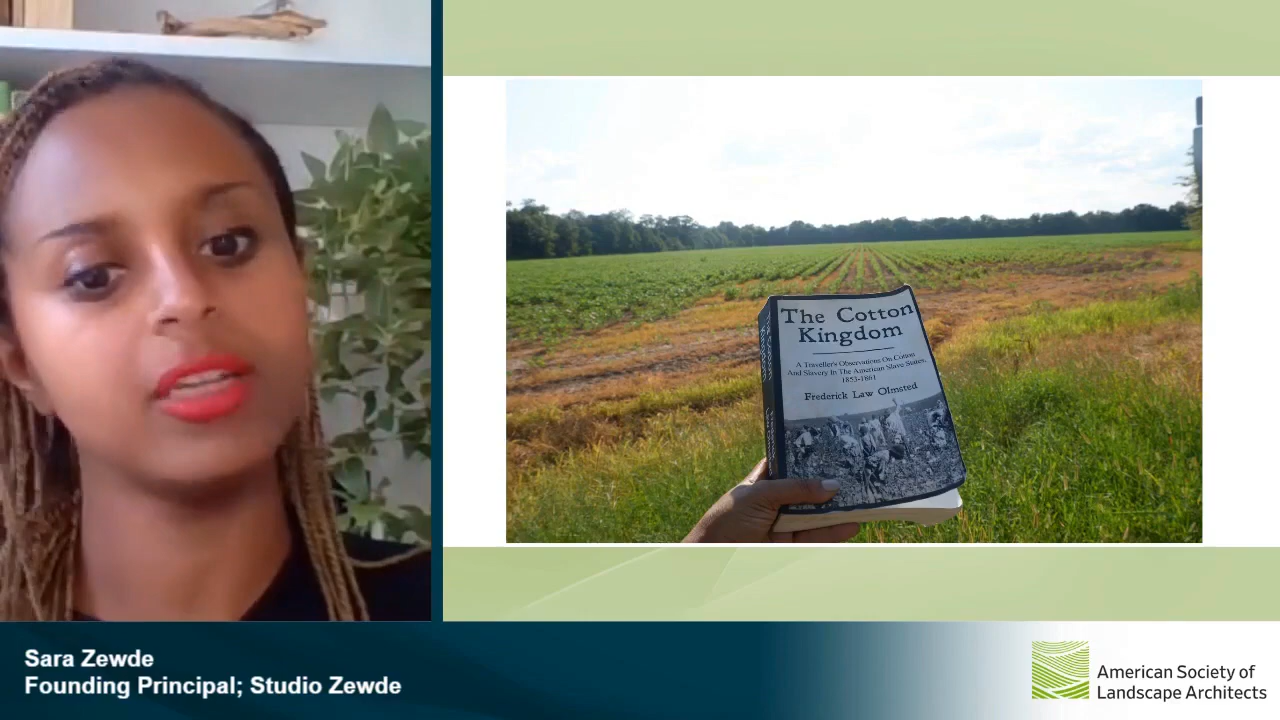 The Cotton
Kingdom
A Traveller's Observations On Cotton
And Slavery In The American Slave States,
1853-1861
Frederick Law Olmsted
Sara Zewde
Founding Principal; Studio Zewde
American Society of
Landscape Architects